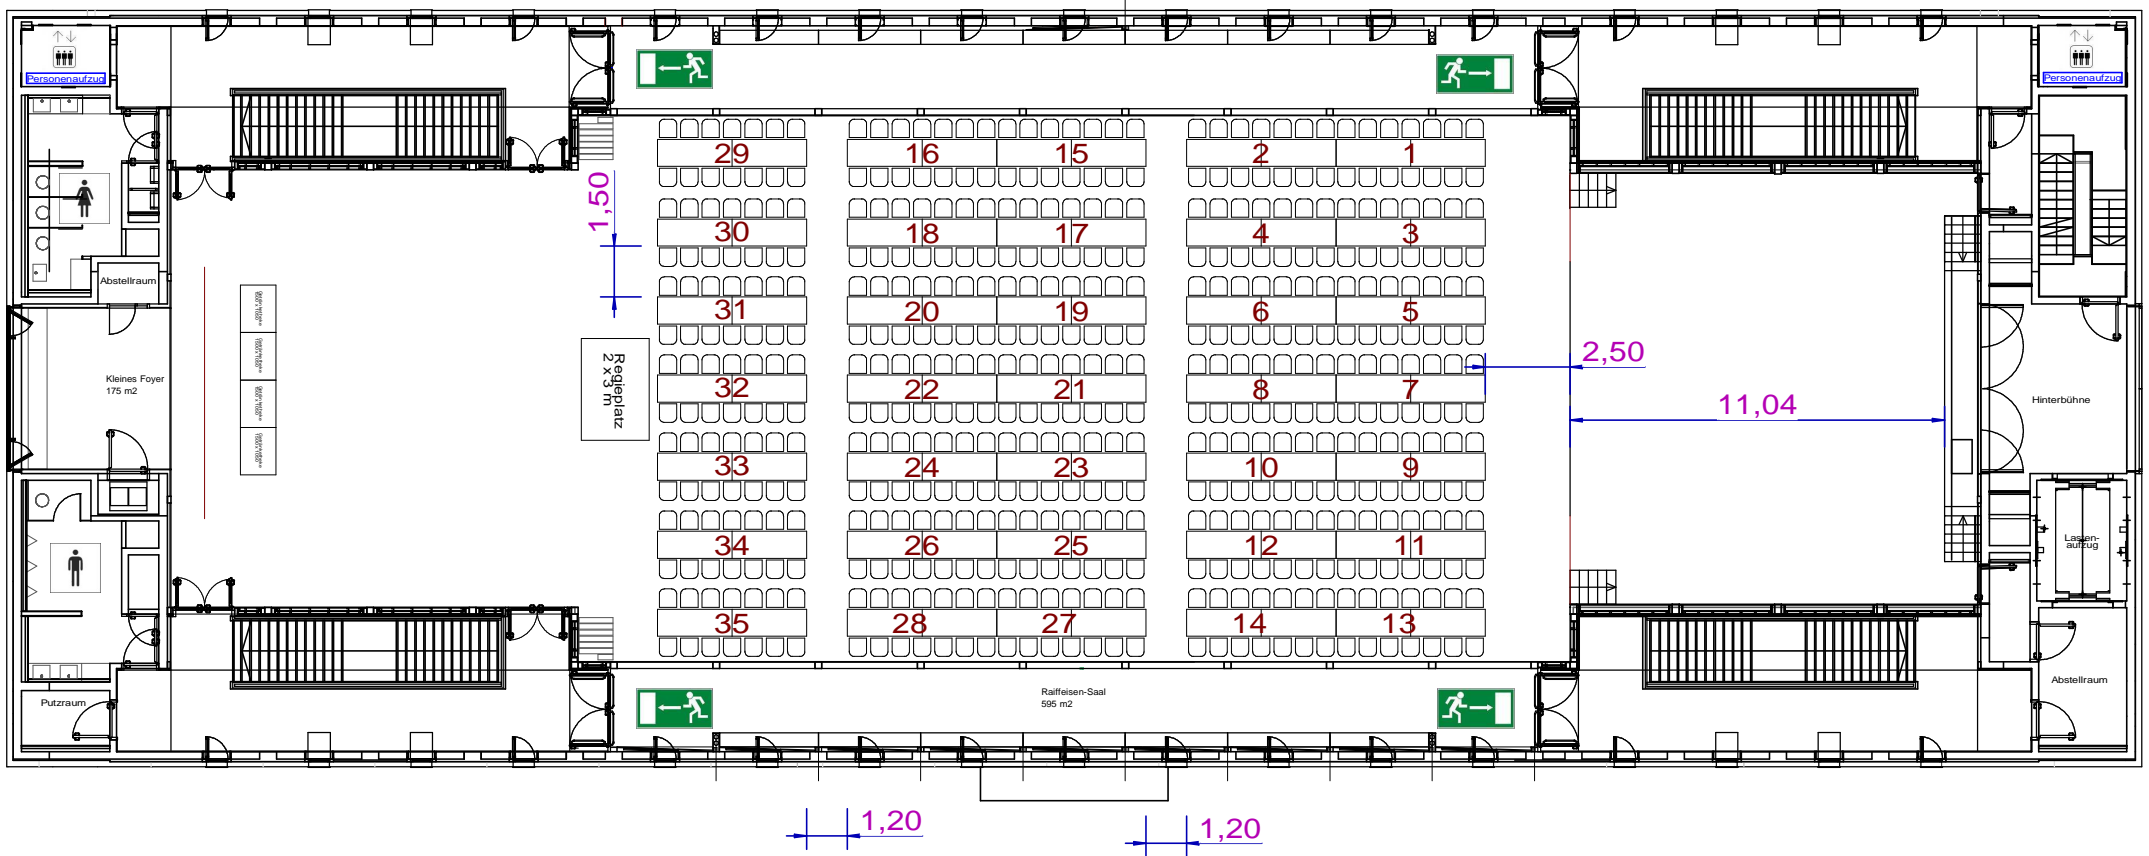 Personenaufzug
Personenaufzug
29
16
15
2
1
1,50
30
18
17
4
3
Abstellraum
31
20
19
6
5
Regieplatz
2 x 3 m
2,50
Kleines Foyer
175 m2
32
22
21
8
7
11,04
Hinterbühne
33
24
23
10
9
34
26
25
12
11
Lasten-
aufzug
35
28
27
14
13
Abstellraum
Putzraum
Raiffeisen-Saal
595 m2
1,20
1,20